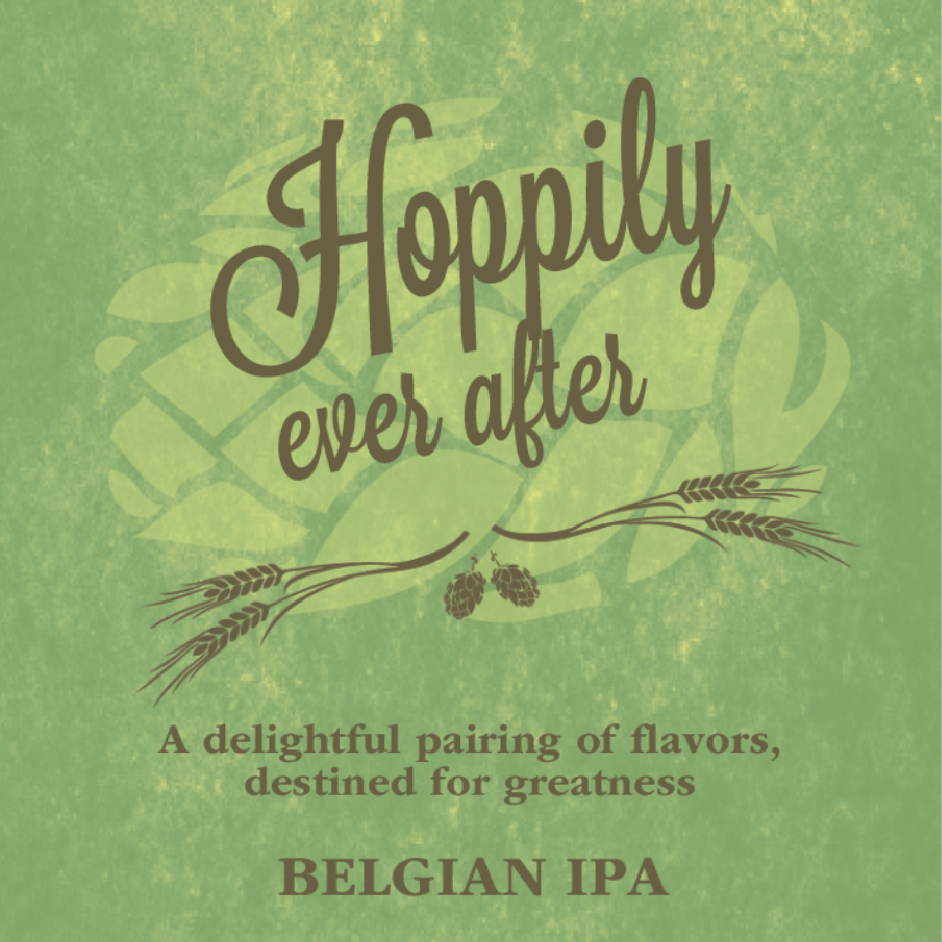 Hoppily
ever after
A delightful pairing of flavors,
destined for greatness
BELGIAN IPA